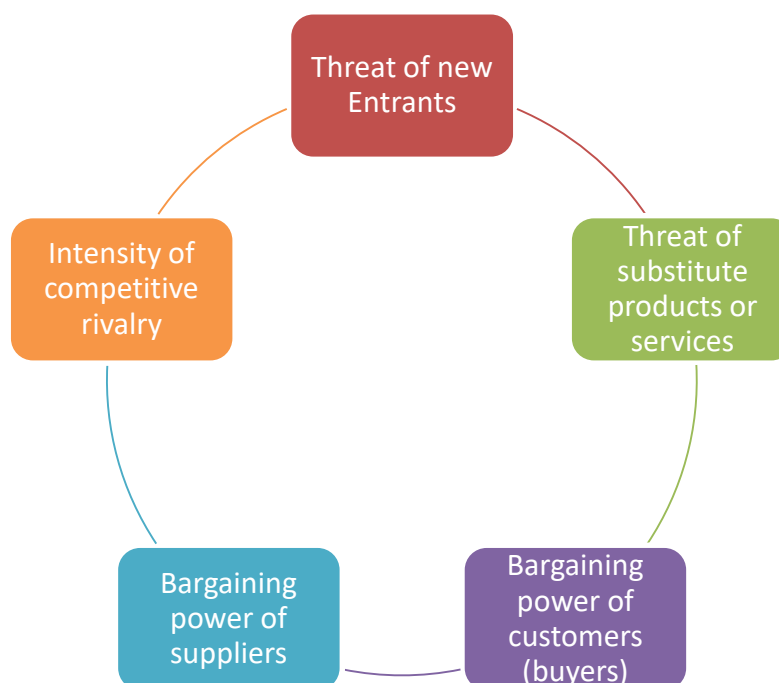 Threat of new
Entrants
Threat of
substitute
products or
services
Bargaining
power of
customers
(buyers)
Bargaining
power of
suppliers
Intensity of
competitive
rivalry